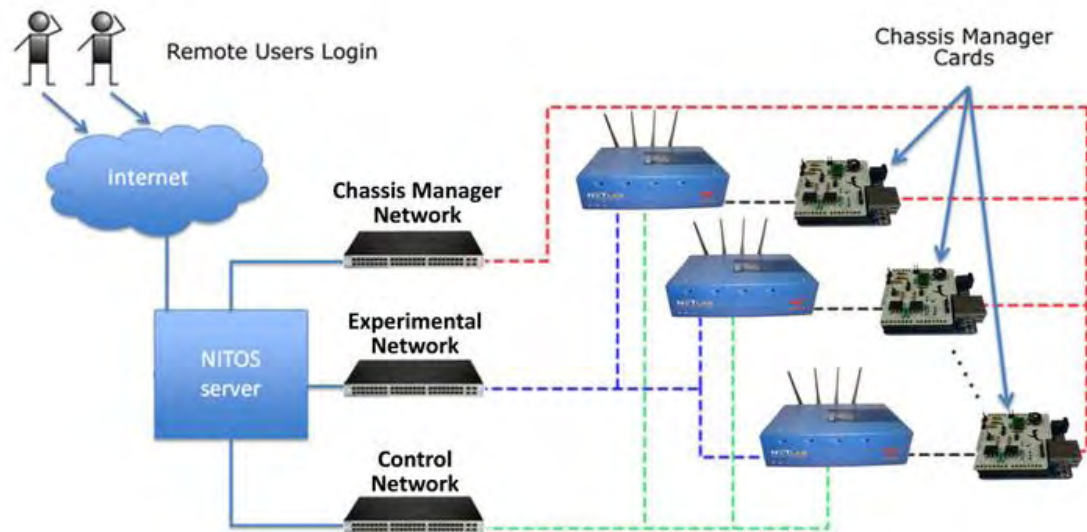 Remote Users Login
Chassis Manager
Cards
internet
Chassis Manager
Network
Experimental
Network
NITOS
server
Control
Network